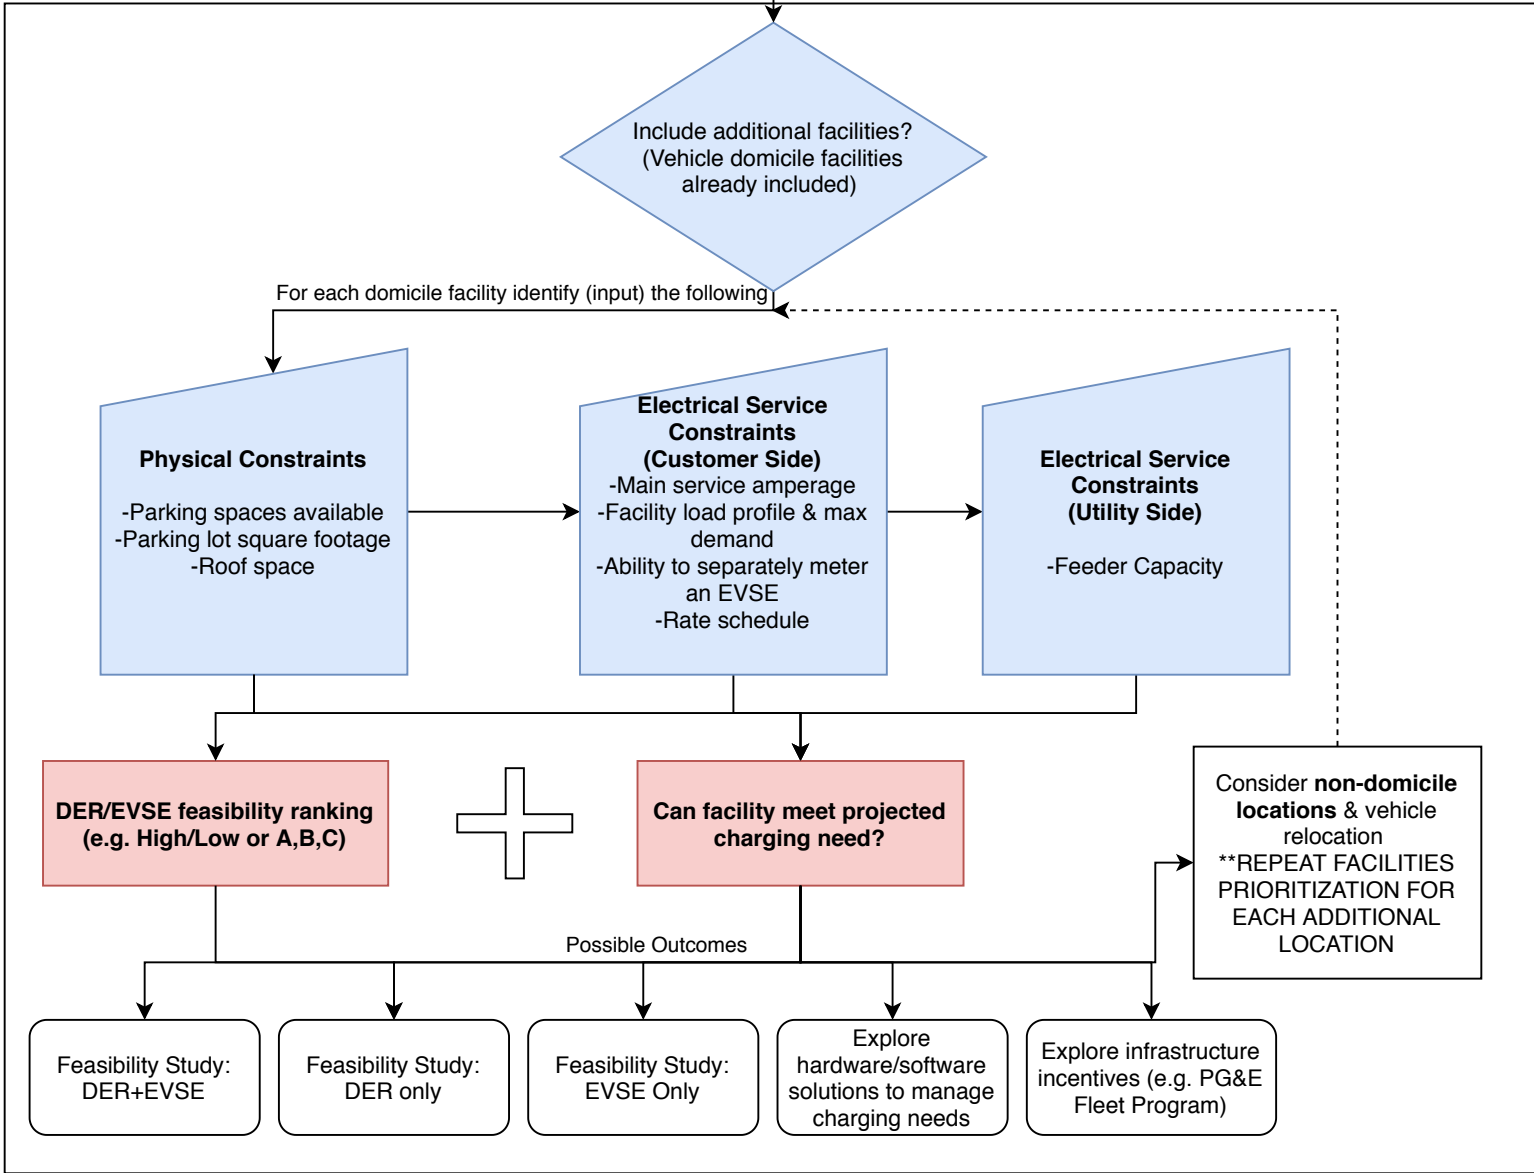 Include additional facilities?
(Vehicle domicile facilities
already included)
For each domicile facility identify (input) the following
Physical Constraints
-Parking spaces available
-Parking lot square footage
-Roof space
Electrical Service
Constraints
(Customer Side)
-Main service amperage
-Facility load profile & max
demand
-Ability to separately meter
an EVSE
-Rate schedule
Electrical Service
Constraints
(Utility Side)
-Feeder Capacity
DER/EVSE feasibility ranking
(e.g. High/Low or A,B,C)
Can facility meet projected
charging need?
Consider non-domicile
locations & vehicle
relocation
**REPEAT FACILITIES
PRIORITIZATION FOR
EACH ADDITIONAL
LOCATION
Possible Outcomes
Feasibility Study:
DER+EVSE
Feasibility Study:
DER only
Feasibility Study:
EVSE Only
Explore
hardware/software
solutions to manage
charging needs
Explore infrastructure
incentives (e.g. PG&E
Fleet Program)